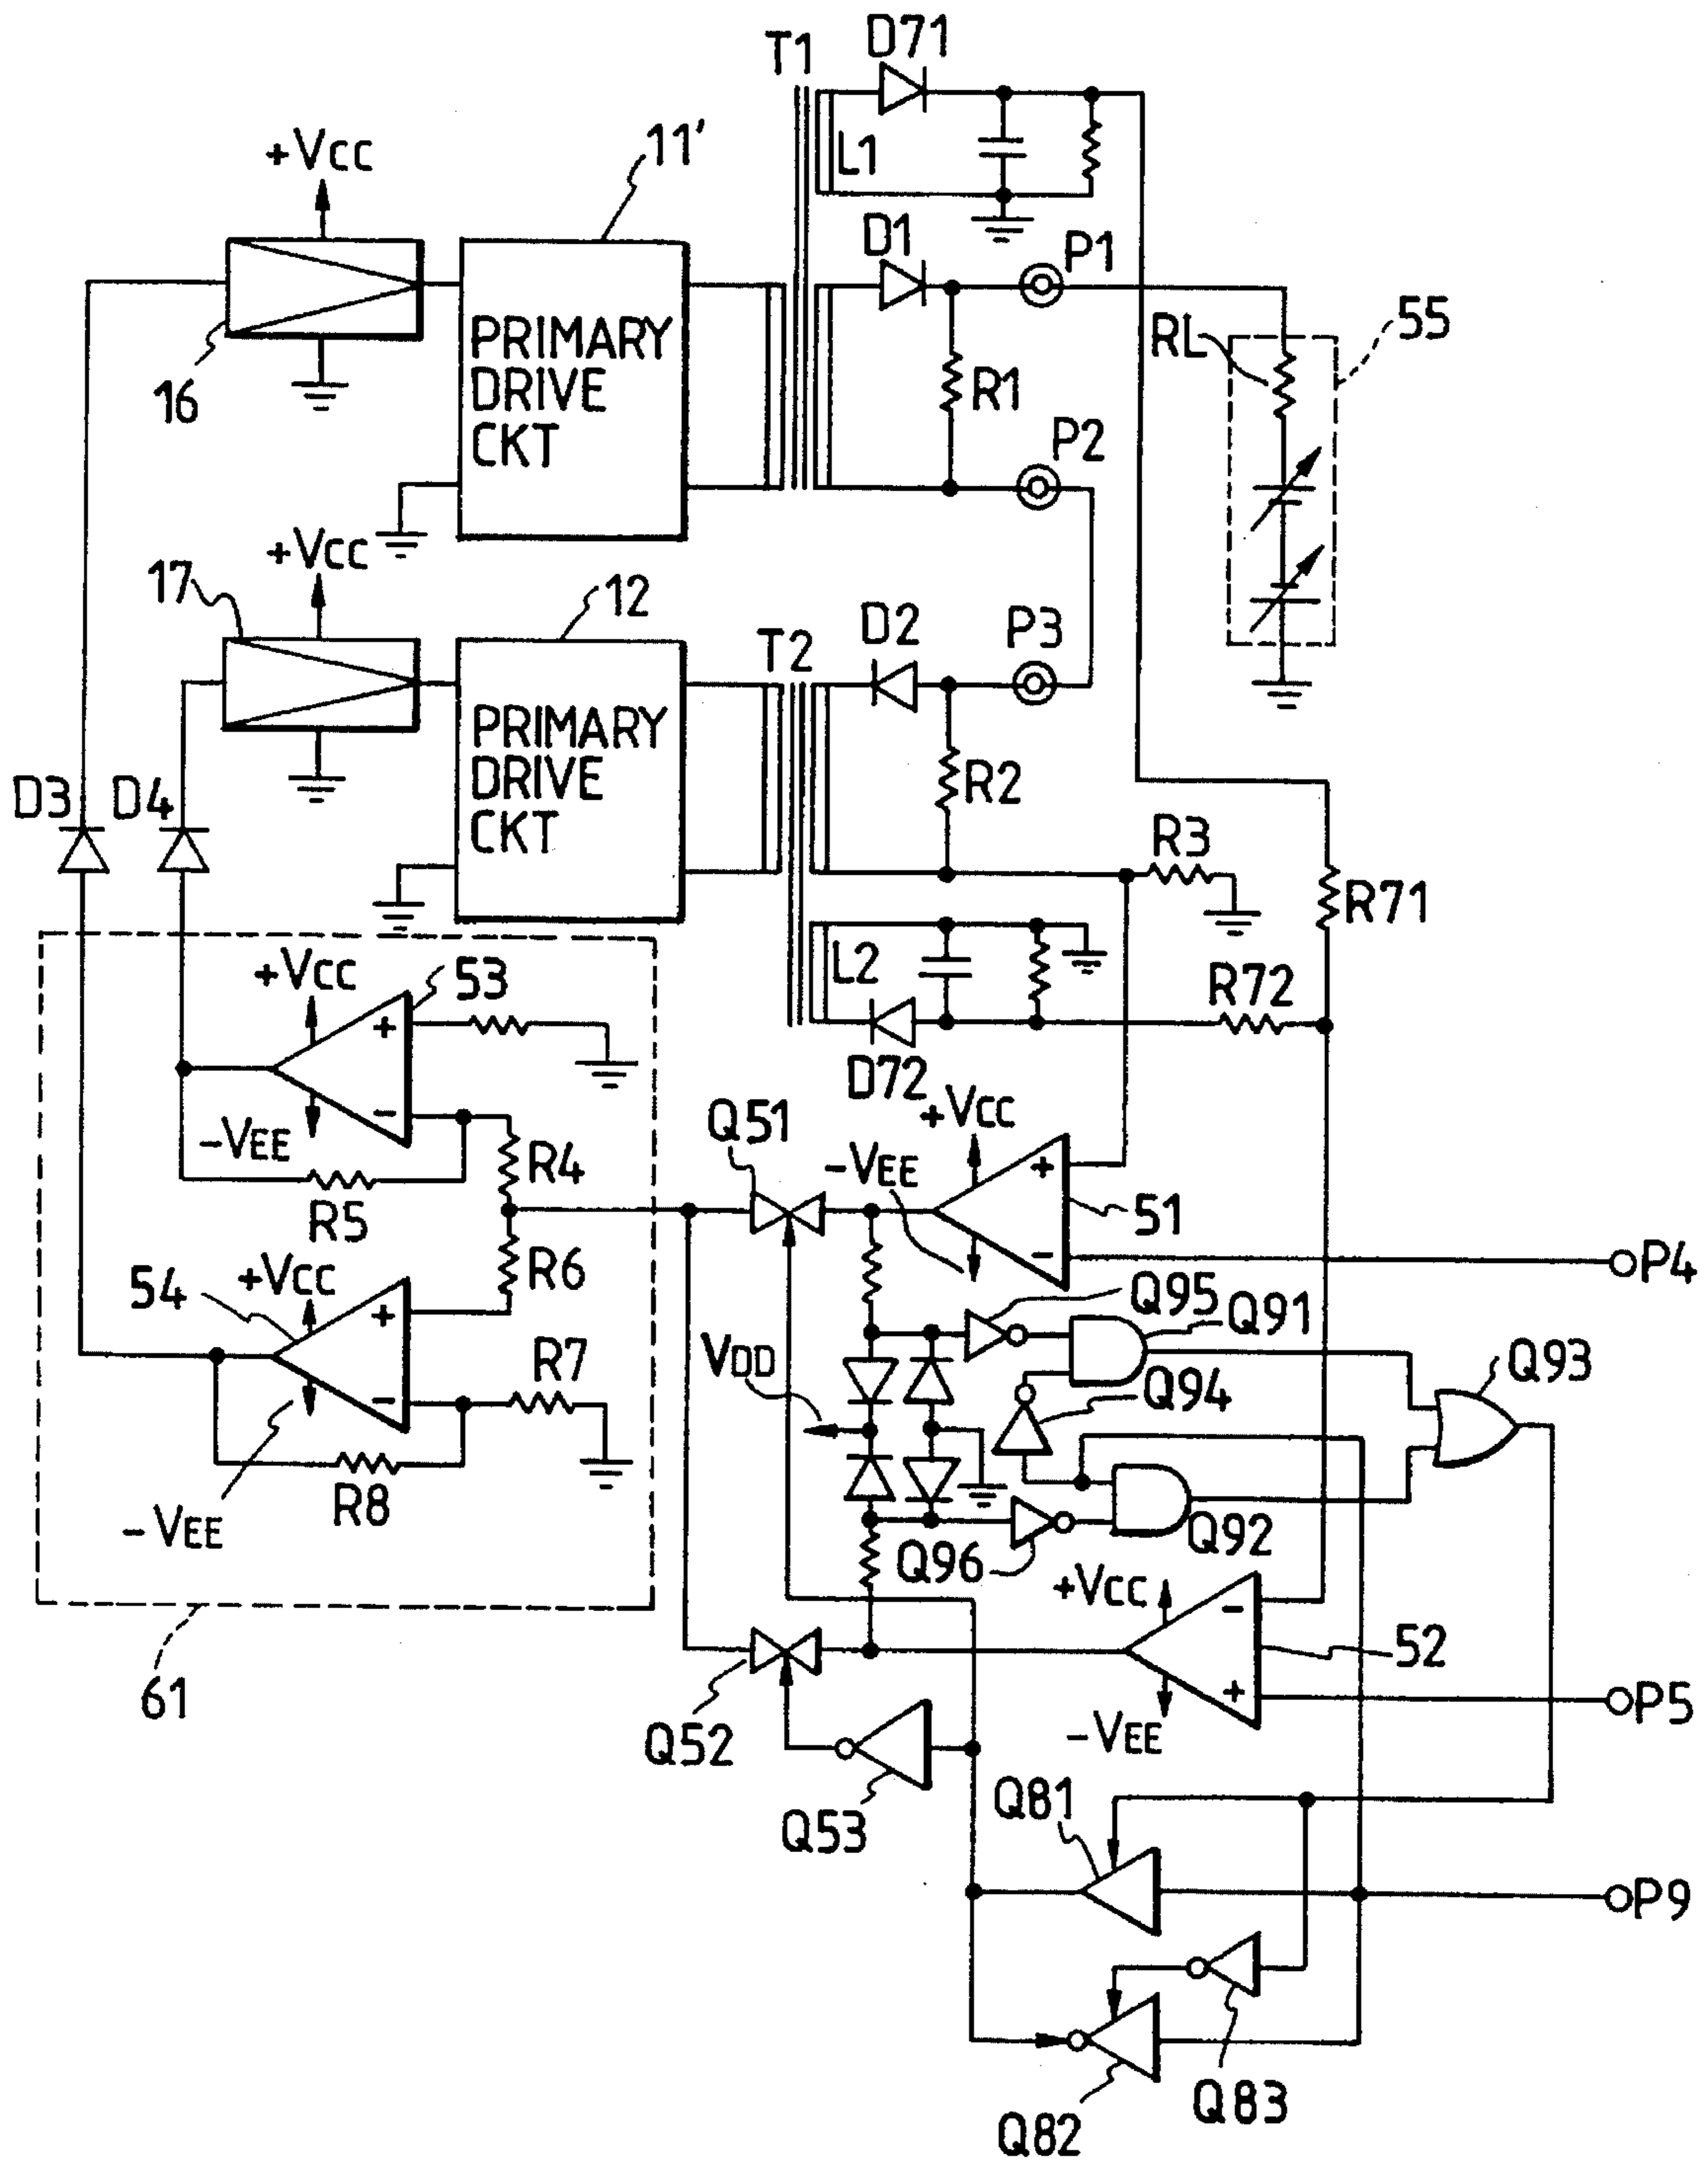 D71
T1
11'
+VCC
L1
D1
P1
55
RL
PRIMARY
DRIVE
CKT
R1
16
P2
+VCC
17
12
D2
P3
T2
PRIMARY
DRIVE
CKT
R2
D3
D4
R3
R71
+VCC
53
L2
R72
+
D72
-VEE
-
Q51
+VCC
-VEE
+
R4
51
R5
-
P4
R6
54
+VCC
+
Q95
Q91
VDD
R7
Q94
Q93
-
R8
-VEE
Q92
Q96
+VCC
-
52
+
P5
61
-VEE
Q52
Q81
Q53
P9
Q83
Q82